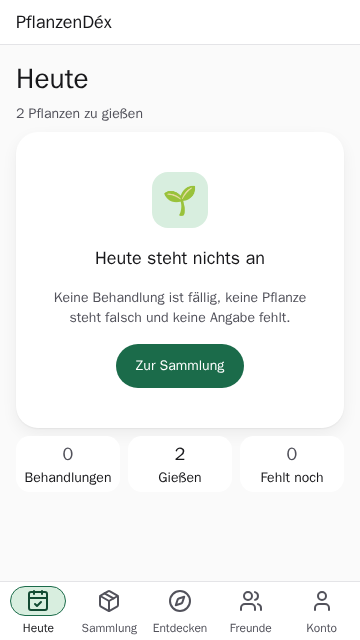 PflanzenDéx
Heute
2 Pflanzen zu gießen
Heute steht nichts an
Keine Behandlung ist fällig, keine Pflanze
steht falsch und keine Angabe fehlt.
Zur Sammlung
0 2 0
Behandlungen Gießen Fehlt noch
Heute Sammlung Entdecken Freunde Konto